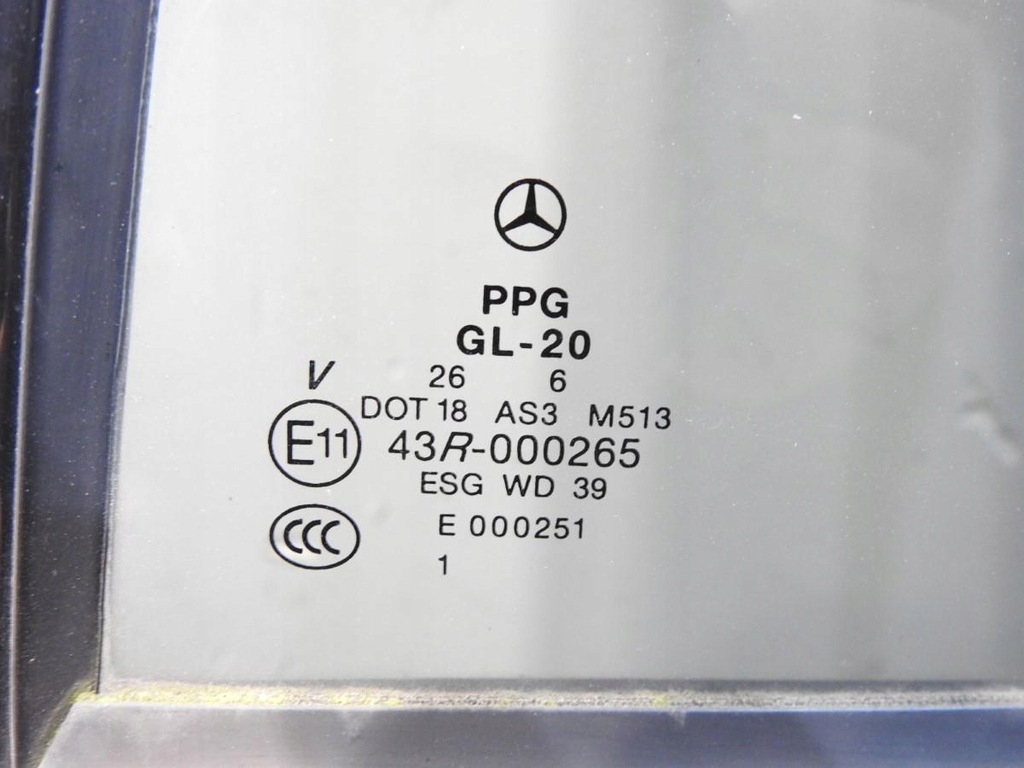 PPG
GL-20
V 26 6
DOT 18 AS3 M513
E11 43R-000265
ESG WD 39
CCC E 000251
1